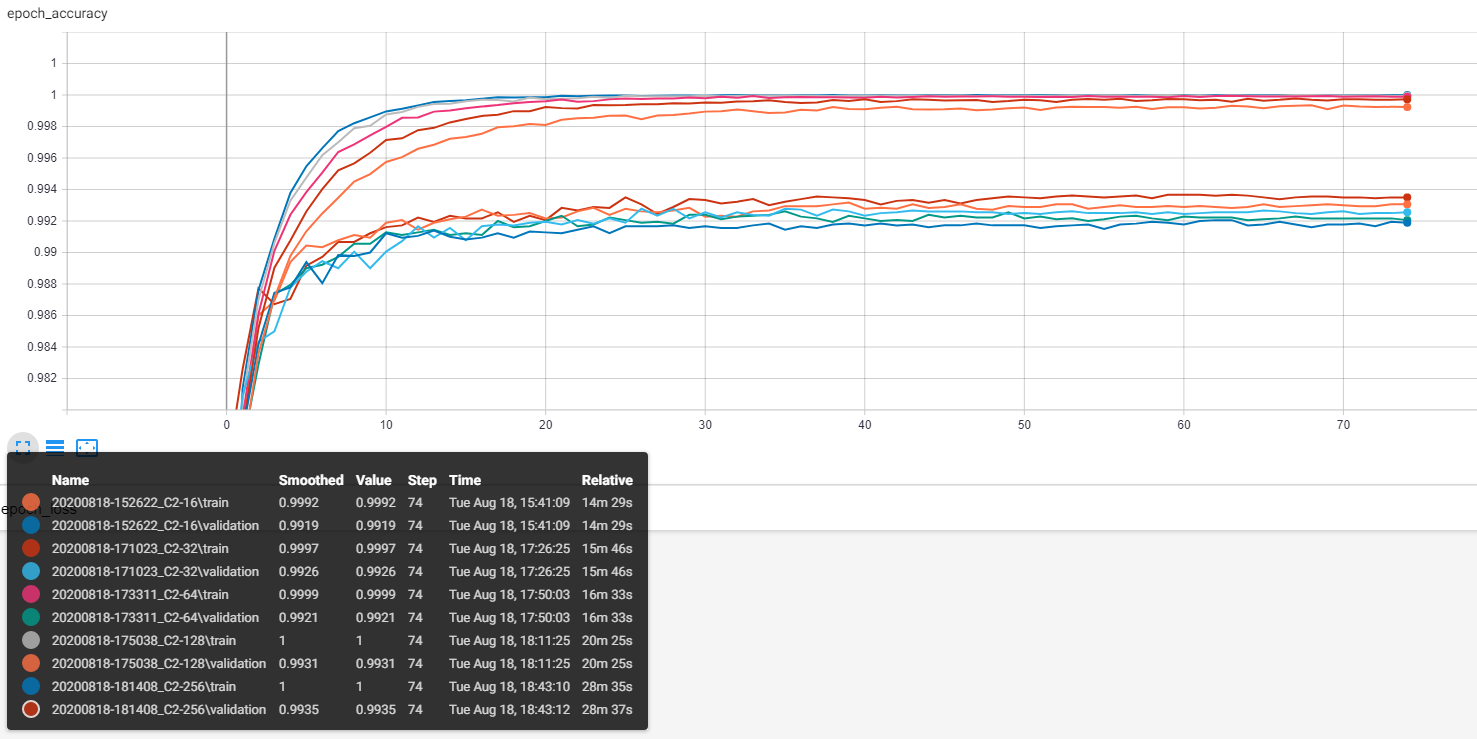 epoch_accuracy
1
1
0.998
0.996
0.994
0.992
0.99
0.988
0.986
0.984
0.982
0 10 20 30 40 50 60 70
Name Smoothed Value Step Time Relative
20200818-152622_C2-16\train 0.9992 0.9992 74 Tue Aug 18, 15:41:09 14m 29s
epoch_loss
20200818-152622_C2-16\validation 0.9919 0.9919 74 Tue Aug 18, 15:41:09 14m 29s
20200818-171023_C2-32\train 0.9997 0.9997 74 Tue Aug 18, 17:26:25 15m 46s
20200818-171023_C2-32\validation 0.9926 0.9926 74 Tue Aug 18, 17:26:25 15m 46s
20200818-173311_C2-64\train 0.9999 0.9999 74 Tue Aug 18, 17:50:03 16m 33s
20200818-173311_C2-64\validation 0.9921 0.9921 74 Tue Aug 18, 17:50:03 16m 33s
20200818-175038_C2-128\train 1 1 74 Tue Aug 18, 18:11:25 20m 25s
20200818-175038_C2-128\validation 0.9931 0.9931 74 Tue Aug 18, 18:11:25 20m 25s
20200818-181408_C2-256\train 1 1 74 Tue Aug 18, 18:43:10 28m 35s
20200818-181408_C2-256\validation 0.9935 0.9935 74 Tue Aug 18, 18:43:12 28m 37s